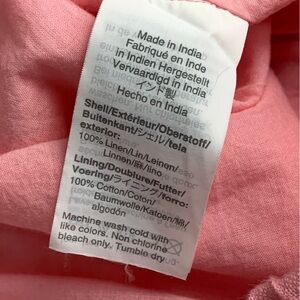 Made in India
Fabriqué en Inde
in Indien Hergestellt
Vervaardigd in India
インド製
Hecho en India
Shell/Extérieur/Oberstoff/
Buitenkant/シェル/tela
exterior:
100% Linen/Lin/Leinen/
Linnen/麻/lino
Lining/Doublure/Futter/
Voering/ライニング/forro:
100% Cotton/Coton/
Baumwolle/Katoen/綿/
algodón
Machine wash cold with
like colors. Non chlorine
bleach only. Tumble dry